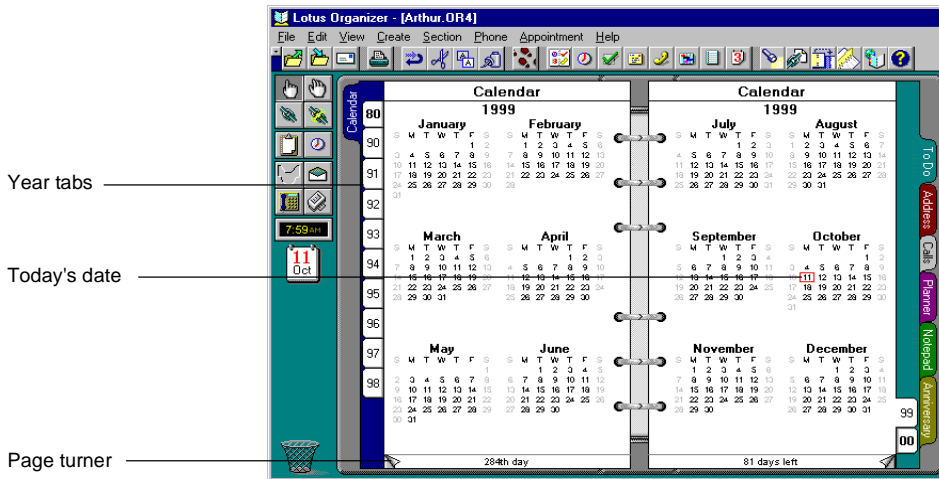 Lotus Organizer - [Arthur.OR4]
File Edit View Create Section Phone Appointment Help
Year tabs
Today's date
Page turner
7:59 AM
11
Oct
Calendar
80
90
91
92
93
94
95
96
97
98
Calendar
1999
January February
S M T W T F S S M T W T F S
1 2 1 2 3 4 5 6
3 4 5 6 7 8 9 7 8 9 10 11 12 13
10 11 12 13 14 15 16 14 15 16 17 18 19 20
17 18 19 20 21 22 23 21 22 23 24 25 26 27
24 25 26 27 28 29 30 28
31
March April
S M T W T F S S M T W T F S
1 2 3 4 5 6 1 2 3
7 8 9 10 11 12 13 4 5 6 7 8 9 10
14 15 16 17 18 19 20 11 12 13 14 15 16 17
21 22 23 24 25 26 27 18 19 20 21 22 23 24
28 29 30 31 25 26 27 28 29 30
May June
S M T W T F S S M T W T F S
1 1 2 3 4 5
2 3 4 5 6 7 8 6 7 8 9 10 11 12
9 10 11 12 13 14 15 13 14 15 16 17 18 19
16 17 18 19 20 21 22 20 21 22 23 24 25 26
23 24 25 26 27 28 29 27 28 29 30
30 31
284th day
Calendar
1999
July August
S M T W T F S S M T W T F S
1 2 3 1 2 3 4 5 6 7
4 5 6 7 8 9 10 8 9 10 11 12 13 14
11 12 13 14 15 16 17 15 16 17 18 19 20 21
18 19 20 21 22 23 24 22 23 24 25 26 27 28
25 26 27 28 29 30 31 29 30 31
September October
S M T W T F S S M T W T F S
1 2 3 4 1 2
5 6 7 8 9 10 11 3 4 5 6 7 8 9
12 13 14 15 16 17 18 10 11 12 13 14 15 16
19 20 21 22 23 24 25 17 18 19 20 21 22 23
26 27 28 29 30 24 25 26 27 28 29 30
31
November December
S M T W T F S S M T W T F S
1 2 3 4 5 6 1 2 3 4
7 8 9 10 11 12 13 5 6 7 8 9 10 11
14 15 16 17 18 19 20 12 13 14 15 16 17 18
21 22 23 24 25 26 27 19 20 21 22 23 24 25
28 29 30 26 27 28 29 30 31
81 days left
99
00
To Do
Address
Calls
Planner
Notepad
Anniversary